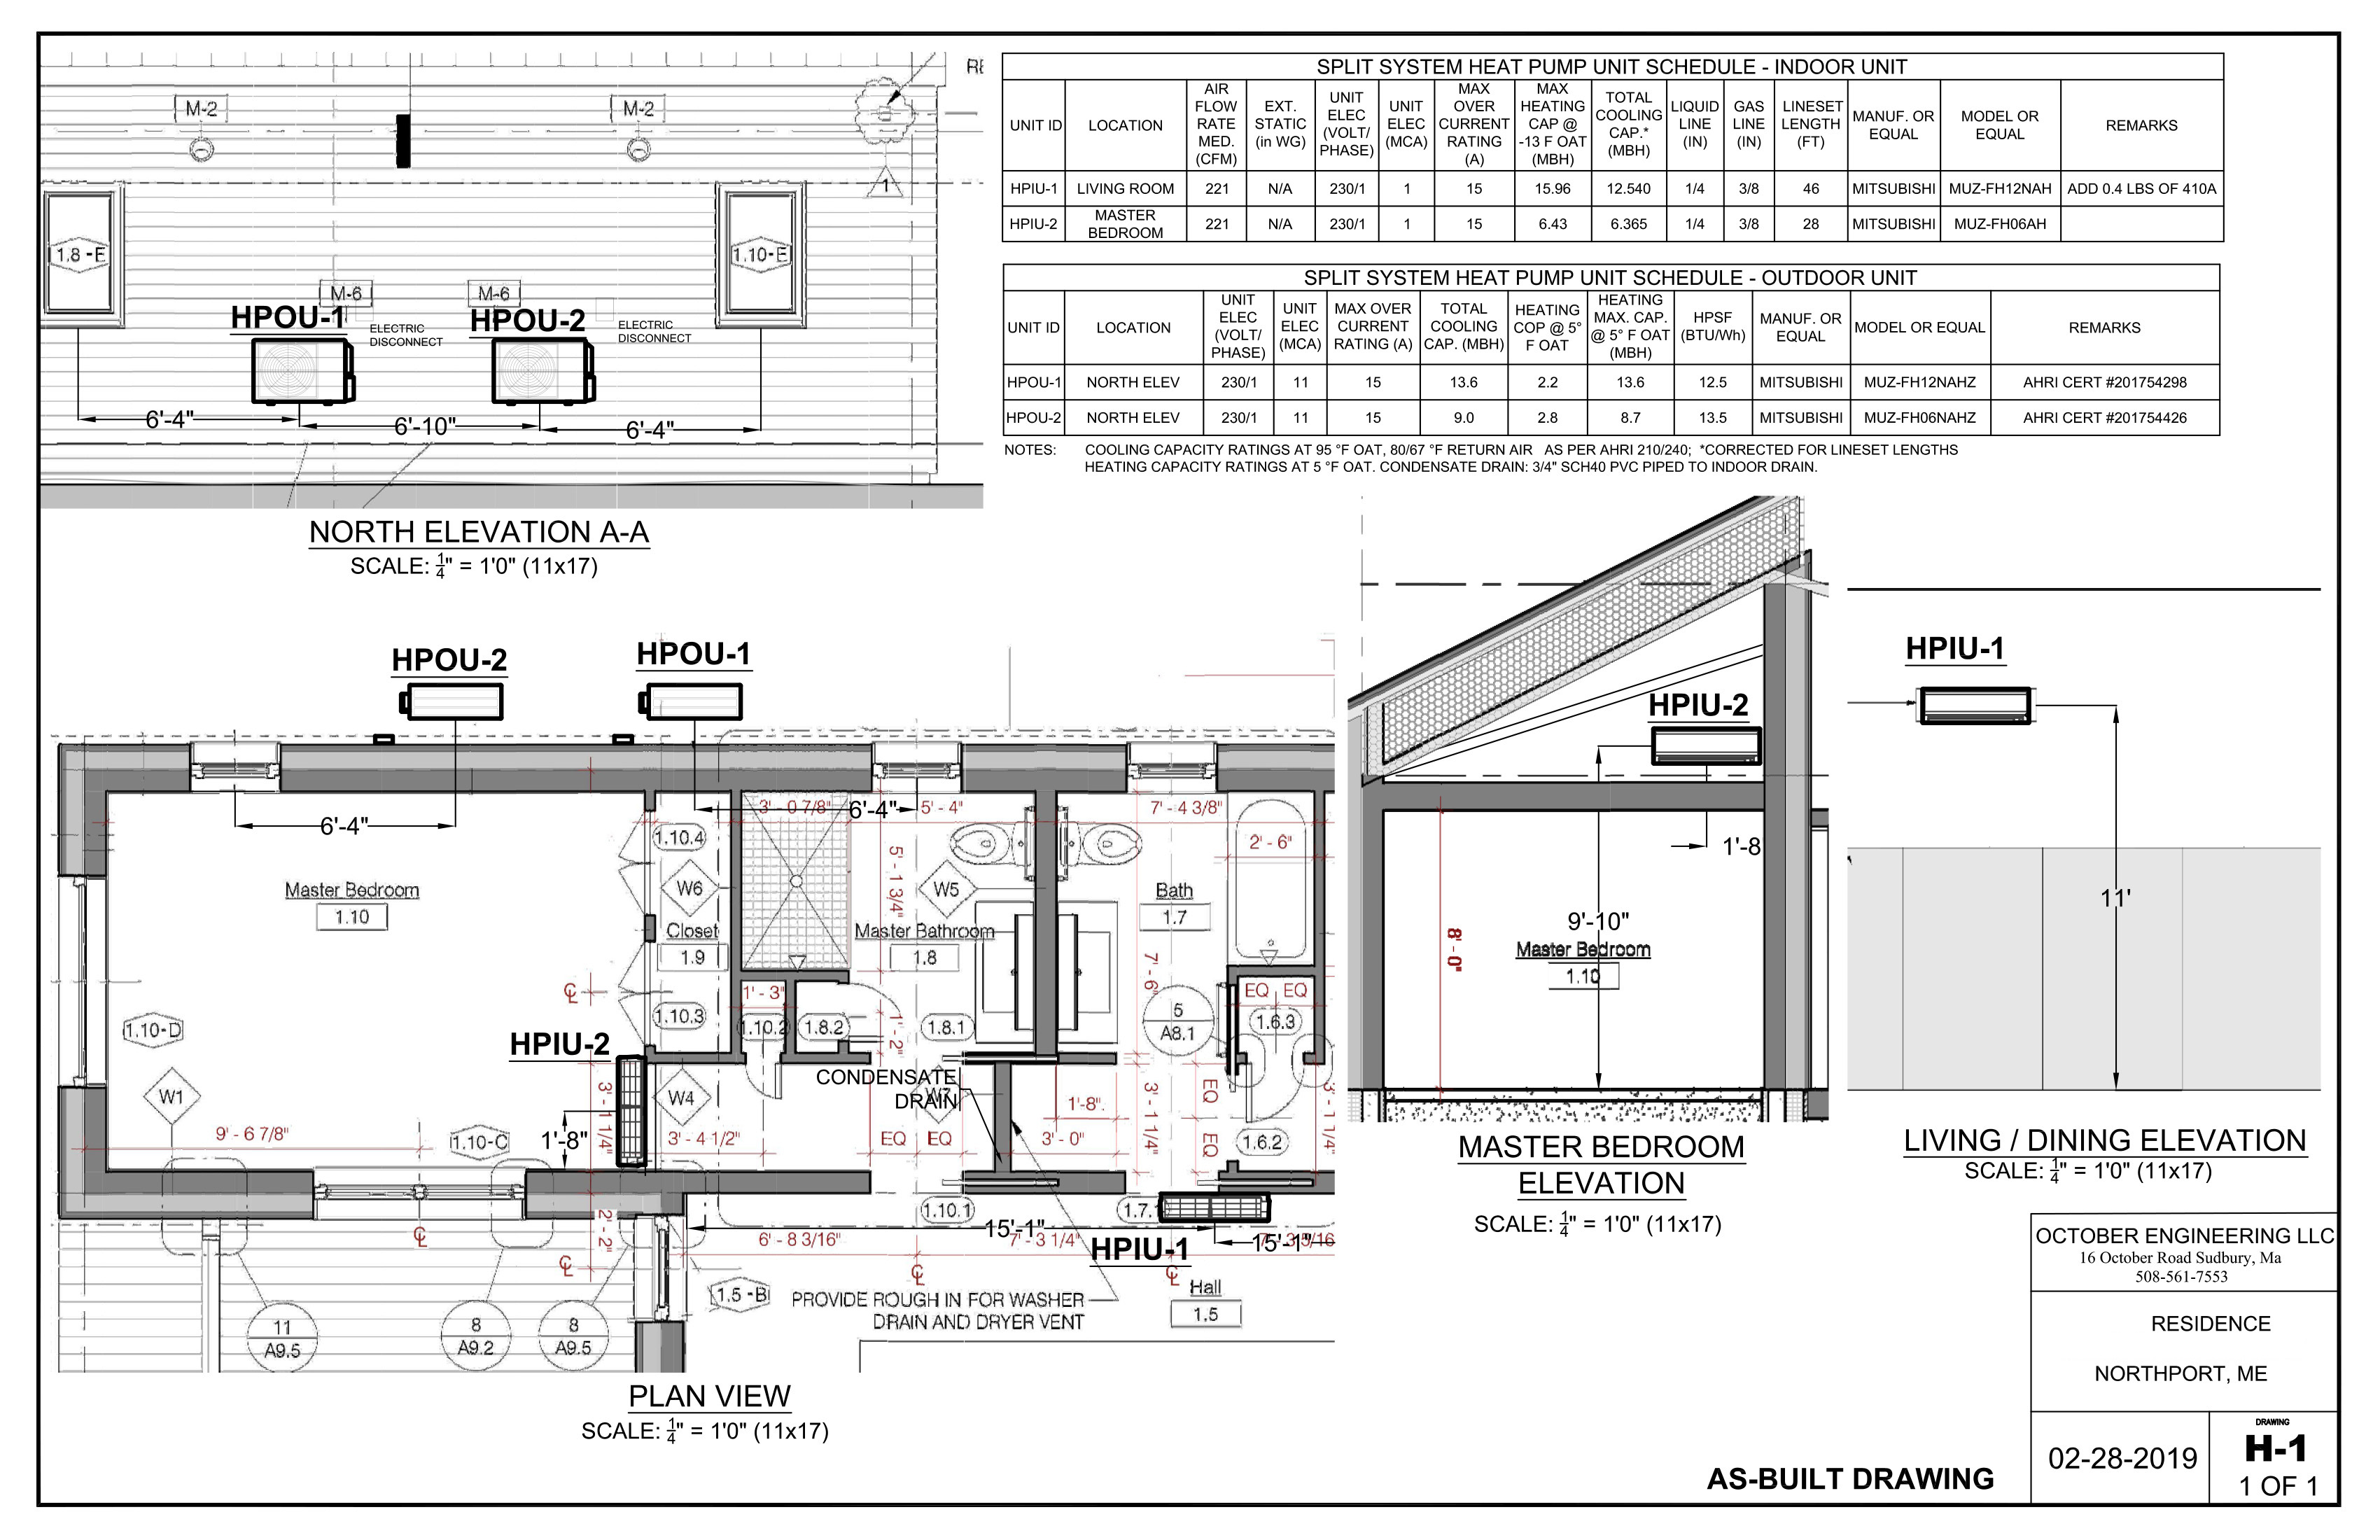 M-2
M-2
1
1.8 -E
1.10-E
M-6
M-6
HPOU-1
ELECTRIC
DISCONNECT
HPOU-2
ELECTRIC
DISCONNECT
6'-4"
6'-10"
6'-4"
NORTH ELEVATION A-A
SCALE: 1/4" = 1'0" (11x17)
SPLIT SYSTEM HEAT PUMP UNIT SCHEDULE - INDOOR UNIT
UNIT ID LOCATION AIR FLOW RATE MED. (CFM) EXT. STATIC (in WG) UNIT ELEC (VOLT/ PHASE) UNIT ELEC (MCA) MAX OVER CURRENT RATING (A) MAX HEATING CAP @ -13 F OAT (MBH) TOTAL COOLING CAP.* (MBH) LIQUID LINE (IN) GAS LINE (IN) LINESET LENGTH (FT) MANUF. OR EQUAL MODEL OR EQUAL REMARKS
HPIU-1 LIVING ROOM 221 N/A 230/1 1 15 15.96 12.540 1/4 3/8 46 MITSUBISHI MUZ-FH12NAH ADD 0.4 LBS OF 410A
HPIU-2 MASTER BEDROOM 221 N/A 230/1 1 15 6.43 6.365 1/4 3/8 28 MITSUBISHI MUZ-FH06AH
SPLIT SYSTEM HEAT PUMP UNIT SCHEDULE - OUTDOOR UNIT
UNIT ID LOCATION UNIT ELEC (VOLT/ PHASE) UNIT ELEC (MCA) MAX OVER CURRENT RATING (A) TOTAL COOLING CAP. (MBH) HEATING COP @ 5° F OAT HEATING MAX. CAP. @ 5° F OAT (MBH) HPSF (BTU/Wh) MANUF. OR EQUAL MODEL OR EQUAL REMARKS
HPOU-1 NORTH ELEV 230/1 11 15 13.6 2.2 13.6 12.5 MITSUBISHI MUZ-FH12NAHZ AHRI CERT #201754298
HPOU-2 NORTH ELEV 230/1 11 15 9.0 2.8 8.7 13.5 MITSUBISHI MUZ-FH06NAHZ AHRI CERT #201754426
NOTES: COOLING CAPACITY RATINGS AT 95 °F OAT, 80/67 °F RETURN AIR AS PER AHRI 210/240; *CORRECTED FOR LINESET LENGTHS
HEATING CAPACITY RATINGS AT 5 °F OAT. CONDENSATE DRAIN: 3/4" SCH40 PVC PIPED TO INDOOR DRAIN.
HPOU-2
HPOU-1
6'-4"
3' - 0 7/8"
6'-4"
5' - 4"
7' - 4 3/8"
2' - 6"
1.10.4
5' - 1 3/4"
Master Bedroom
1.10
W6
W5
Bath
1.7
Closet
1.9
Master Bathroom
1.8
7' - 6"
1' - 3"
EQ EQ
1.10-D
1.10.3
1.10.2
1.8.2
1.8.1
5
A8.1
1.6.3
1' - 2"
HPIU-2
CONDENSATE
DRAIN
W1
W4
W7
3' - 1 1/4"
1'-8"
3' - 1 1/4"
EQ
3' - 1 1/4"
9' - 6 7/8"
1.10-C
1'-8"
3' - 4 1/2"
EQ EQ
3' - 0"
EQ
1.6.2
1.10.1
1.7.
2' - 2"
15'-1"
6' - 8 3/16"
7' - 3 1/4"
HPIU-1
15'-1"
7' - 3 5/16
1.5 -B
PROVIDE ROUGH IN FOR WASHER
DRAIN AND DRYER VENT
Hall
1.5
11
A9.5
8
A9.2
8
A9.5
PLAN VIEW
SCALE: 1/4" = 1'0" (11x17)
HPIU-2
1'-8
8' - 0"
9'-10"
Master Bedroom
1.10
MASTER BEDROOM
ELEVATION
SCALE: 1/4" = 1'0" (11x17)
HPIU-1
11'
LIVING / DINING ELEVATION
SCALE: 1/4" = 1'0" (11x17)
OCTOBER ENGINEERING LLC
16 October Road Sudbury, Ma
508-561-7553
RESIDENCE
NORTHPORT, ME
AS-BUILT DRAWING
02-28-2019
DRAWING
H-1
1 OF 1